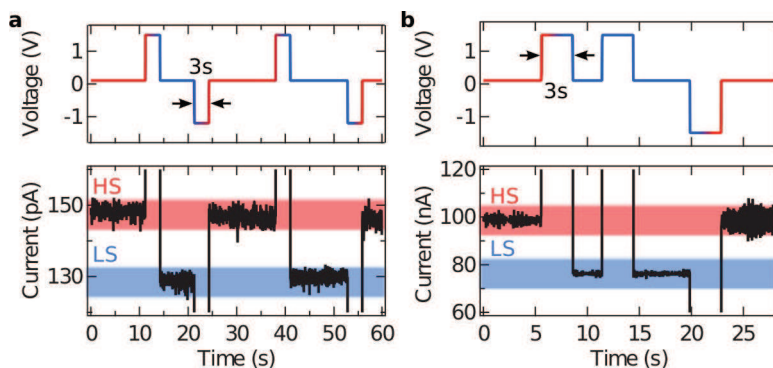 a
Voltage (V)
1
0
-1
3s
Current (pA)
150
130
HS
LS
0 10 20 30 40 50 60
Time (s)
b
Voltage (V)
1
0
-1
3s
Current (nA)
120
100
80
60
HS
LS
0 5 10 15 20 25
Time (s)